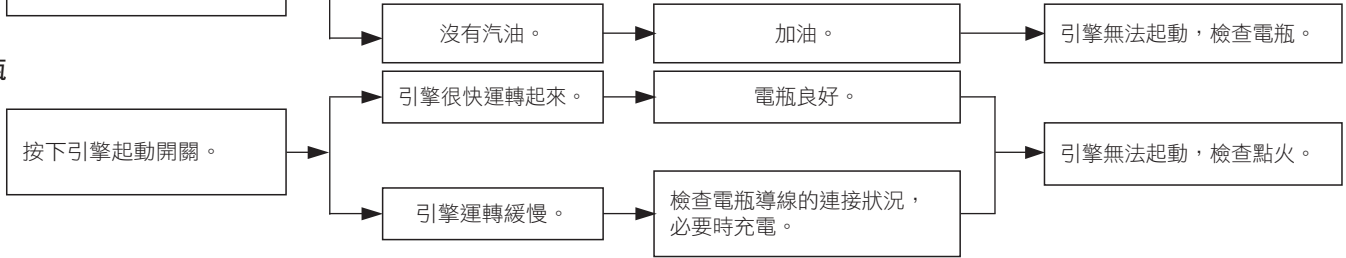 沒有汽油。
加油。
引擎無法起動，檢查電瓶。
瓶
引擎很快運轉起來。
電瓶良好。
按下引擎起動開關。
引擎無法起動，檢查點火。
引擎運轉緩慢。
檢查電瓶導線的連接狀況，
必要時充電。